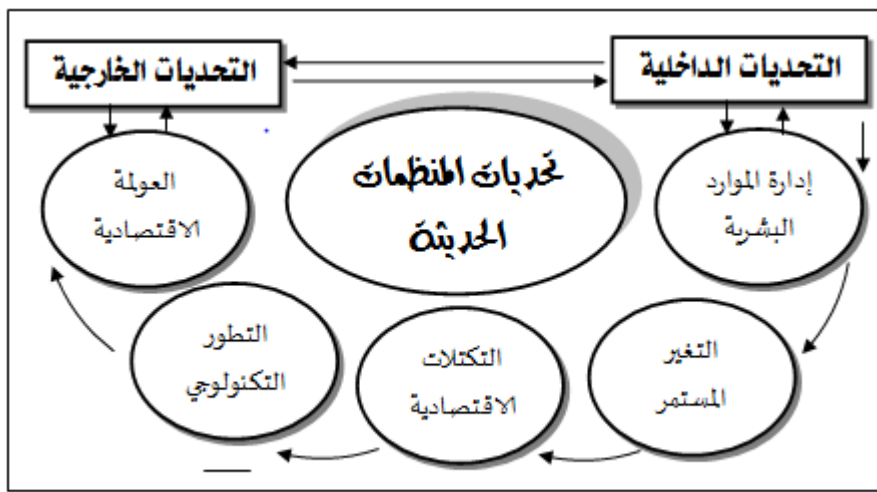 التحديات الداخلية
التحديات الخارجية
تحديات المنظمات
الحديثة
إدارة الموارد
البشرية
التغير
المستمر
التكتلات
الاقتصادية
التطور
التكنولوجي
العولمة
الاقتصادية